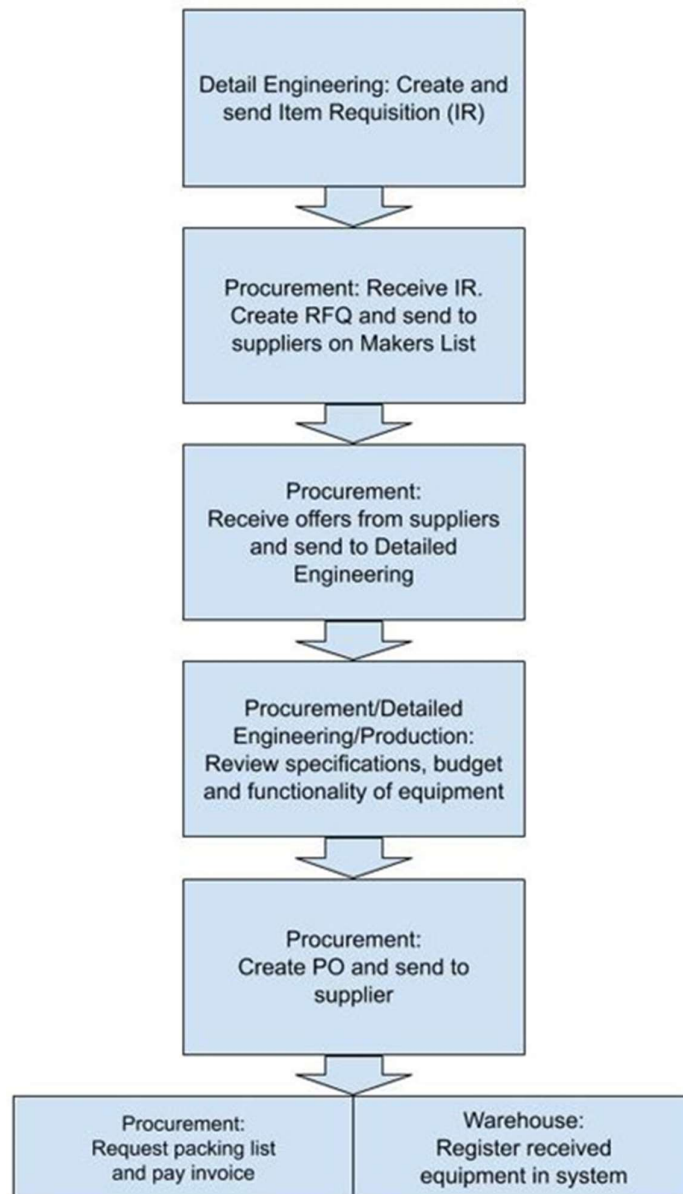 Detail Engineering: Create and
send Item Requisition (IR)
Procurement: Receive IR.
Create RFQ and send to
suppliers on Makers List
Procurement:
Receive offers from suppliers
and send to Detailed
Engineering
Procurement/Detailed
Engineering/Production:
Review specifications, budget
and functionality of equipment
Procurement:
Create PO and send to
supplier
Procurement:
Request packing list
and pay invoice
Warehouse:
Register received
equipment in system